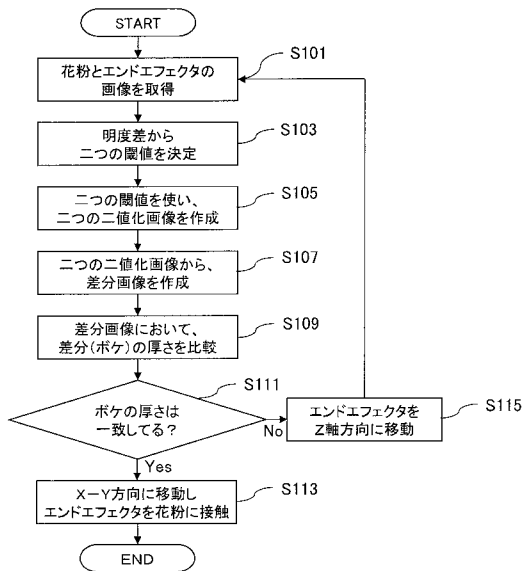 START
花粉とエンドエフェクタの
画像を取得
S101
明度差から
二つの閾値を決定
S103
二つの閾値を使い、
二つの二値化画像を作成
S105
二つの二値化画像から、
差分画像を作成
S107
差分画像において、
差分(ボケ)の厚さを比較
S109
ボケの厚さは
一致してる?
S111
No
エンドエフェクタを
Z軸方向に移動
S115
Yes
X-Y方向に移動し
エンドエフェクタを花粉に接触
S113
END